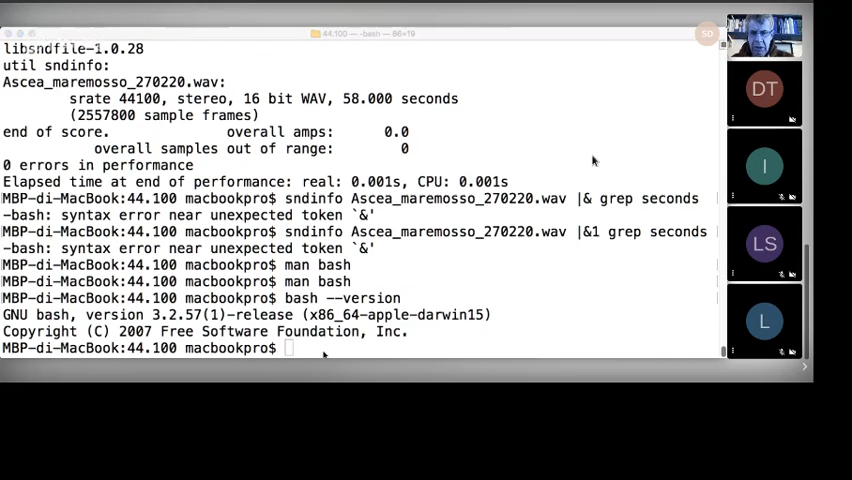 44.100 — -bash — 86×19
SD
libsndfile-1.0.28
util sndinfo:
Ascea_maremosso_270220.wav:
srate 44100, stereo, 16 bit WAV, 58.000 seconds
(2557800 sample frames)
end of score. overall amps: 0.0
overall samples out of range: 0
0 errors in performance
Elapsed time at end of performance: real: 0.001s, CPU: 0.001s
MBP-di-MacBook:44.100 macbookpro$ sndinfo Ascea_maremosso_270220.wav |& grep seconds
-bash: syntax error near unexpected token `&'
MBP-di-MacBook:44.100 macbookpro$ sndinfo Ascea_maremosso_270220.wav |&1 grep seconds
-bash: syntax error near unexpected token `&'
MBP-di-MacBook:44.100 macbookpro$ man bash
MBP-di-MacBook:44.100 macbookpro$ man bash
MBP-di-MacBook:44.100 macbookpro$ bash --version
GNU bash, version 3.2.57(1)-release (x86_64-apple-darwin15)
Copyright (C) 2007 Free Software Foundation, Inc.
MBP-di-MacBook:44.100 macbookpro$
DT
I
LS
L